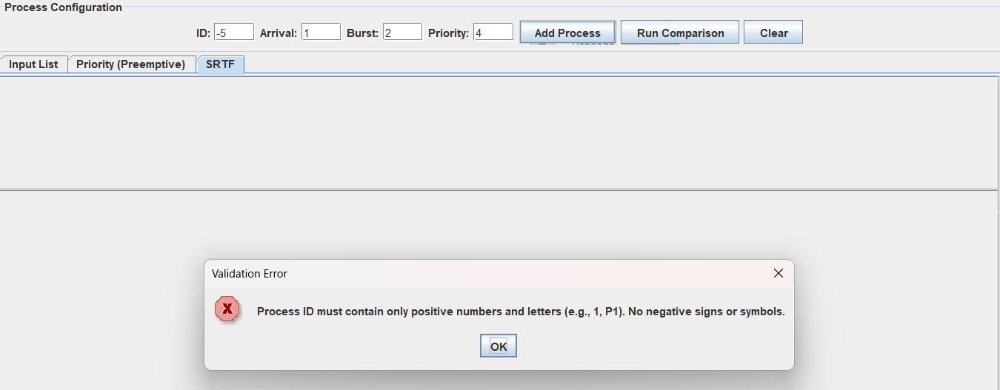 Process Configuration
ID: -5 Arrival: 1 Burst: 2 Priority: 4 Add Process Run Comparison Clear
Input List Priority (Preemptive) SRTF
Validation Error
X
Process ID must contain only positive numbers and letters (e.g., 1, P1). No negative signs or symbols.
OK